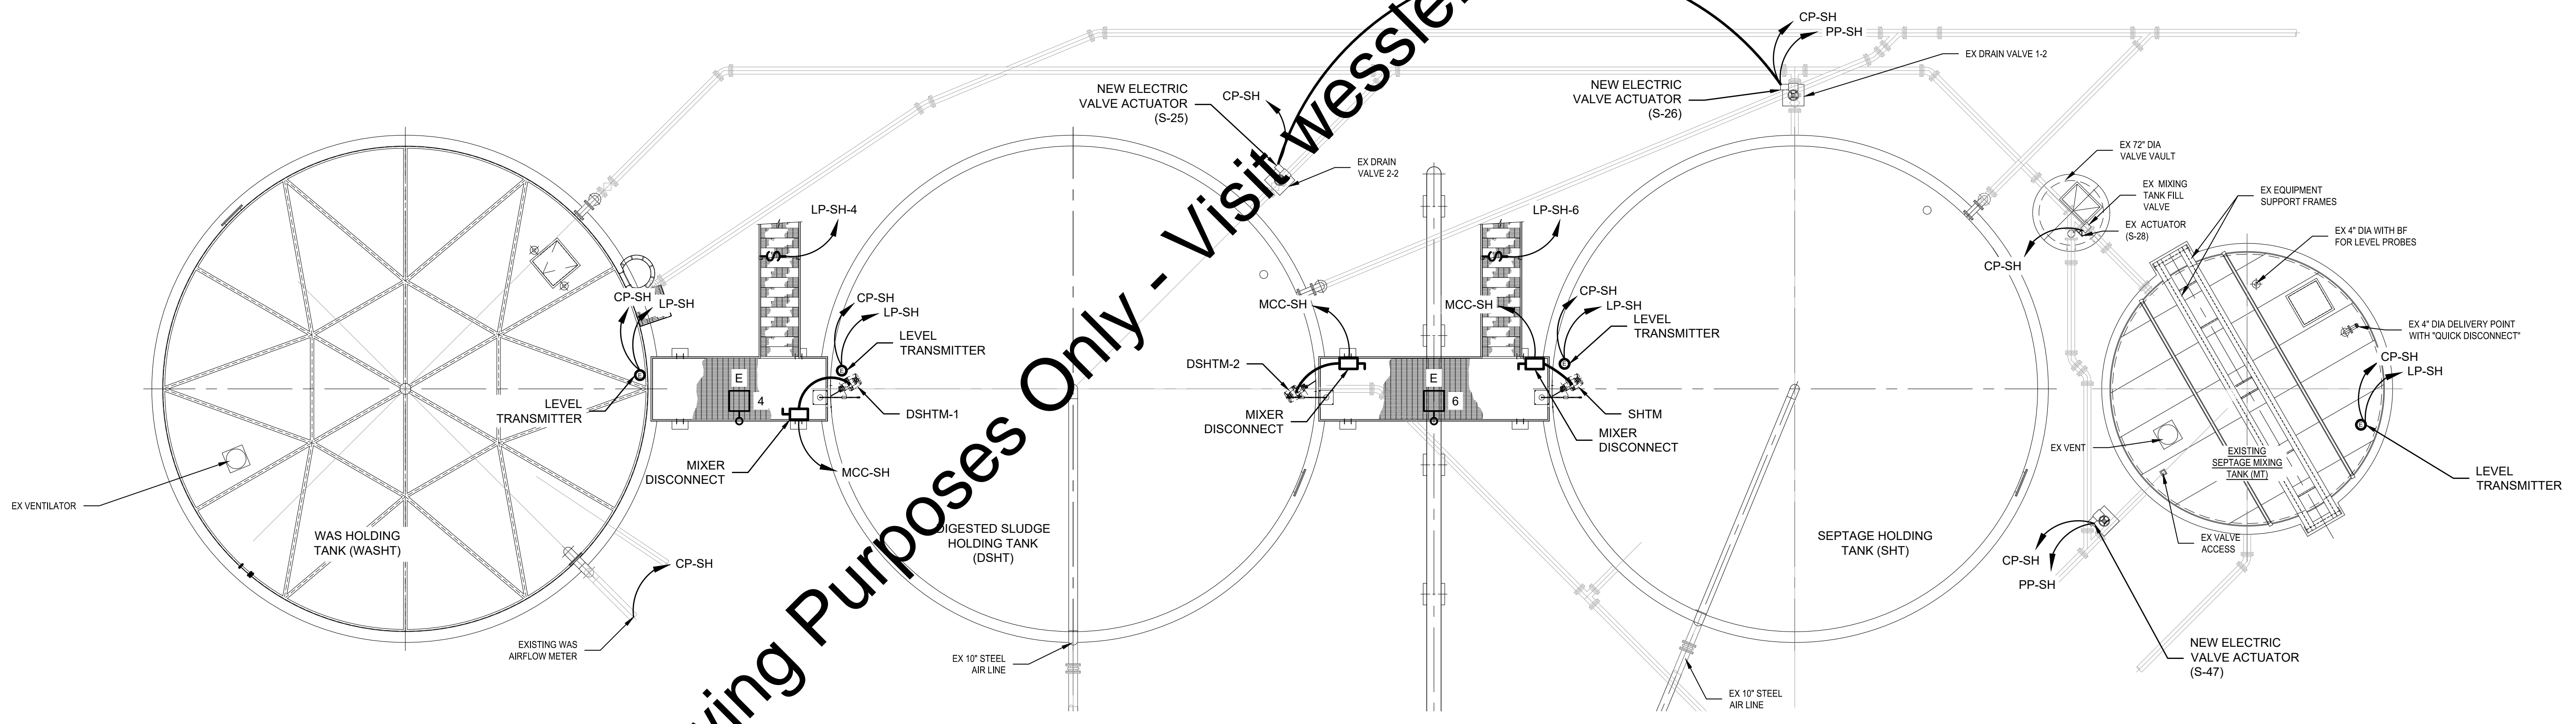 CP-SH
PP-SH
EX DRAIN VALVE 1-2
NEW ELECTRIC
VALVE ACTUATOR
(S-25)
CP-SH
NEW ELECTRIC
VALVE ACTUATOR
(S-26)
EX DRAIN
VALVE 2-2
EX 72" DIA
VALVE VAULT
EX MIXING
TANK FILL
VALVE
EX EQUIPMENT
SUPPORT FRAMES
EX ACTUATOR
(S-28)
EX 4" DIA WITH BF
FOR LEVEL PROBES
CP-SH
LP-SH-4
S
LP-SH-6
S
CP-SH
LP-SH
CP-SH
LP-SH
LEVEL
TRANSMITTER
MCC-SH
MCC-SH
CP-SH
LP-SH
LEVEL
TRANSMITTER
EX 4" DIA DELIVERY POINT
WITH "QUICK DISCONNECT"
CP-SH
LP-SH
E
4
DSHTM-2
E
6
LEVEL
TRANSMITTER
DSHTM-1
MIXER
DISCONNECT
SHTM
MIXER
DISCONNECT
MIXER
DISCONNECT
MCC-SH
EX VENT
EXISTING
SEPTAGE MIXING
TANK (MT)
LEVEL
TRANSMITTER
EX VENTILATOR
WAS HOLDING
TANK (WASHT)
DIGESTED SLUDGE
HOLDING TANK
(DSHT)
SEPTAGE HOLDING
TANK (SHT)
EX VALVE
ACCESS
CP-SH
CP-SH
PP-SH
EXISTING WAS
AIRFLOW METER
EX 10" STEEL
AIR LINE
EX 10" STEEL
AIR LINE
NEW ELECTRIC
VALVE ACTUATOR
(S-47)
Purposes Only - Visit